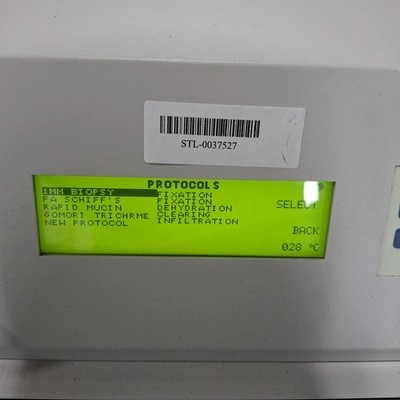 STL-0037527
PROTOCOLS
1MM BIOPSY FIXATION
PA SCHIFF'S FIXATION
SELECT
RAPID MUCIN DEHYDRATION
GOMORI TRICHRME CLEARING
NEW PROTOCOL INFILTRATION
BACK
028 °C